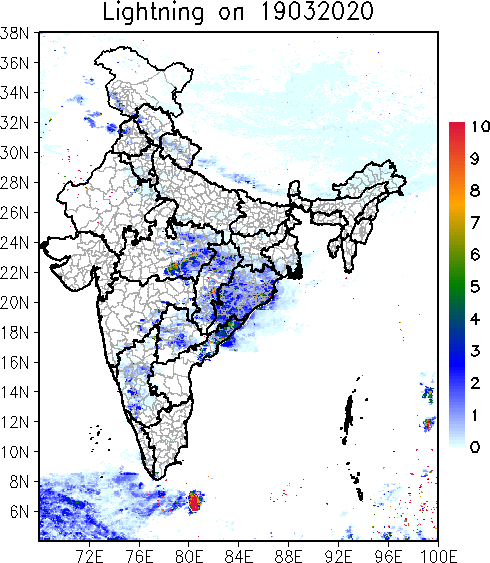 Lightning on 19032020
38N
36N
34N
32N
30N
28N
26N
24N
22N
20N
18N
16N
14N
12N
10N
8N
6N
72E 76E 80E 84E 88E 92E 96E 100E
10
9
8
7
6
5
4
3
2
1
0